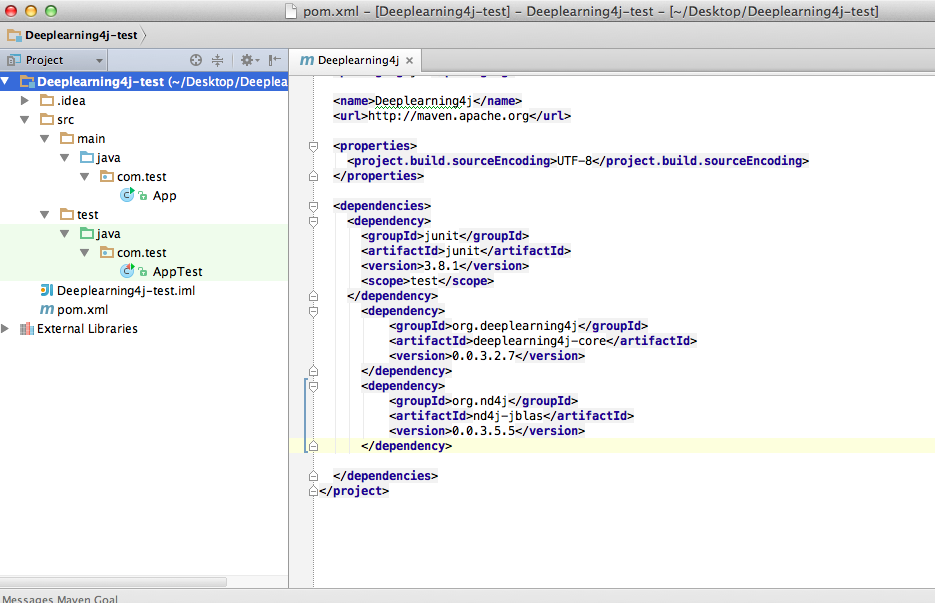 pom.xml – [Deeplearning4j-test] – Deeplearning4j-test – [~/Desktop/Deeplearning4j-test]
Deeplearning4j-test
Project
Deeplearning4j-test (~/Desktop/Deeplea
.idea
src
main
java
com.test
App
test
java
com.test
AppTest
Deeplearning4j-test.iml
pom.xml
External Libraries
Deeplearning4j
<name>Deeplearning4j</name>
<url>http://maven.apache.org</url>
<properties>
<project.build.sourceEncoding>UTF-8</project.build.sourceEncoding>
</properties>
<dependencies>
<dependency>
<groupId>junit</groupId>
<artifactId>junit</artifactId>
<version>3.8.1</version>
<scope>test</scope>
</dependency>
<dependency>
<groupId>org.deeplearning4j</groupId>
<artifactId>deeplearning4j-core</artifactId>
<version>0.0.3.2.7</version>
</dependency>
<dependency>
<groupId>org.nd4j</groupId>
<artifactId>nd4j-jblas</artifactId>
<version>0.0.3.5.5</version>
</dependency>
</dependencies>
</project>
Messages Maven Goal